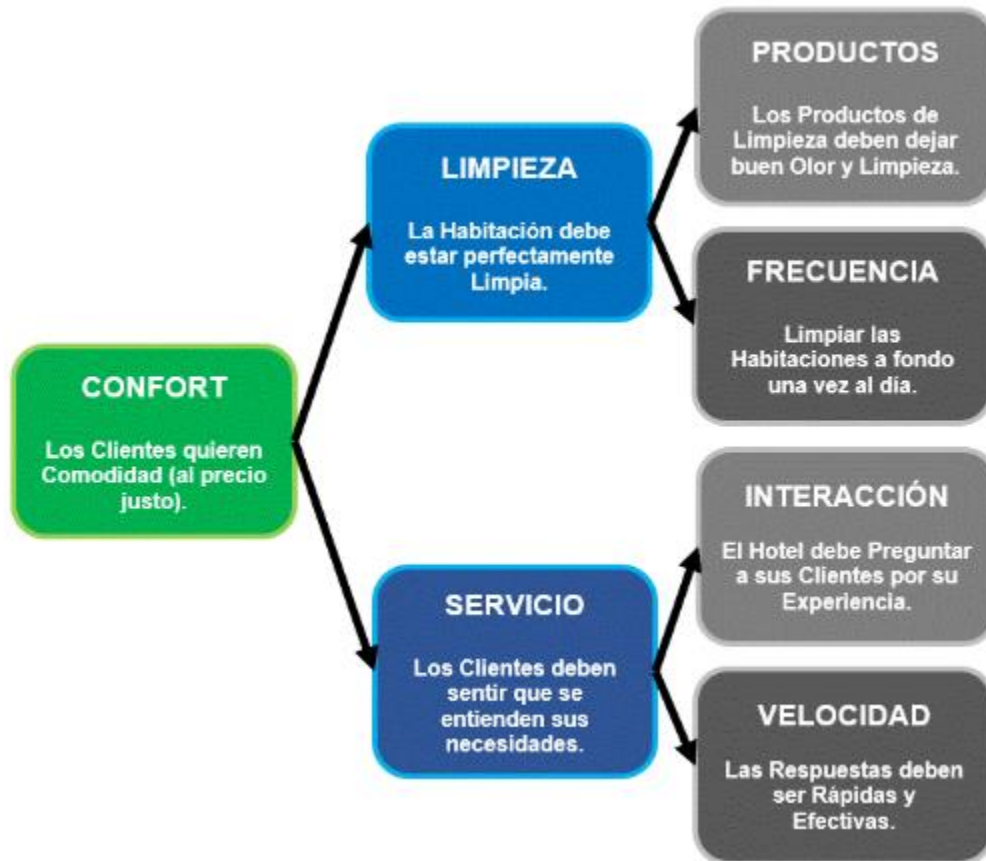 CONFORT
Los Clientes quieren
Comodidad (al precio
justo).
LIMPIEZA
La Habitación debe
estar perfectamente
Limpia.
SERVICIO
Los Clientes deben
sentir que se
entienden sus
necesidades.
PRODUCTOS
Los Productos de
Limpieza deben dejar
buen Olor y Limpieza.
FRECUENCIA
Limpiar las
Habitaciones a fondo
una vez al día.
INTERACCIÓN
El Hotel debe Preguntar
a sus Clientes por su
Experiencia.
VELOCIDAD
Las Respuestas deben
ser Rápidas y
Efectivas.